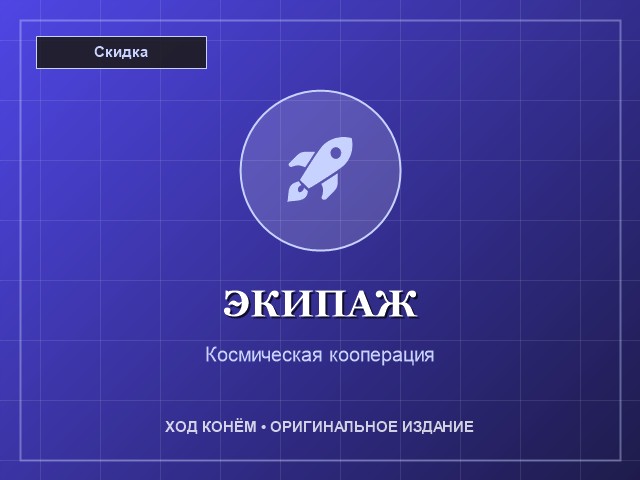 Скидка
ЭКИПАЖ
Космическая кооперация
ХОД КОНЁМ • ОРИГИНАЛЬНОЕ ИЗДАНИЕ